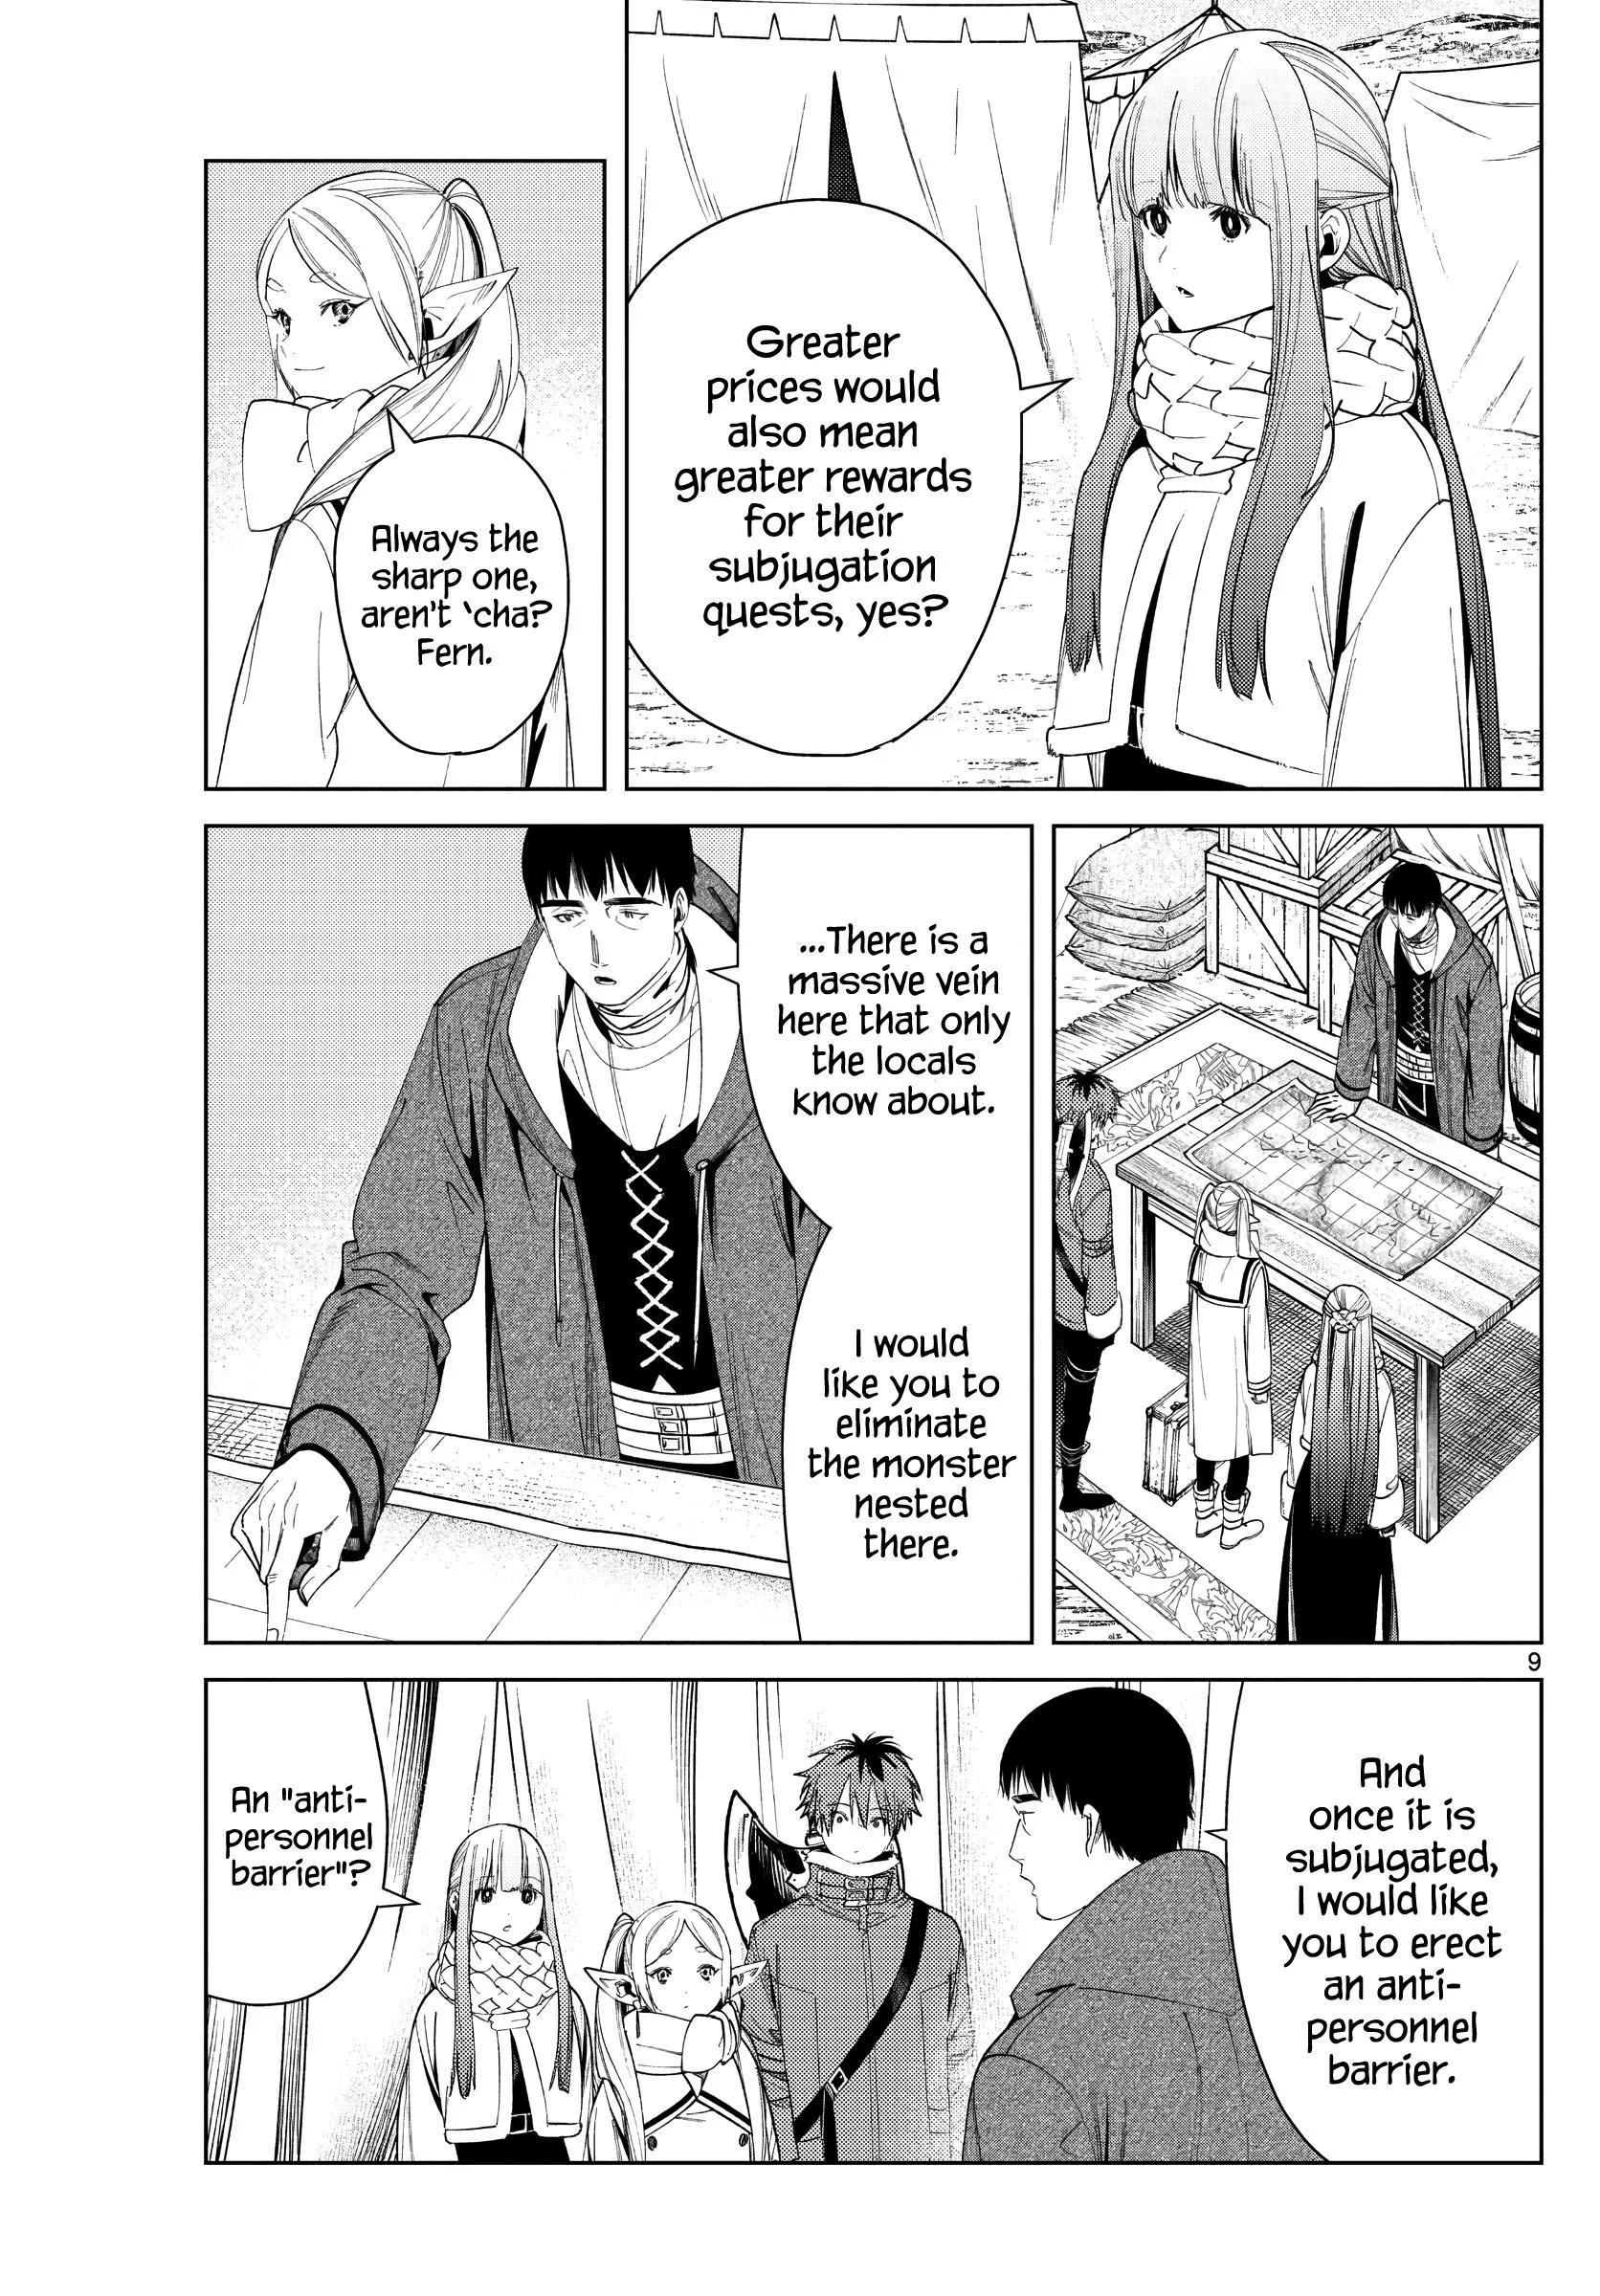 Greater
prices would
also mean
greater rewards
for their
subjugation
quests, yes?
Always the
sharp one,
aren't 'cha?
Fern.
...There is a
massive vein
here that only
the locals
know about.
I would
like you to
eliminate
the monster
nested
there.
9
And
once it is
subjugated,
I would like
you to erect
an anti-
personnel
barrier.
An "anti-
personnel
barrier"?